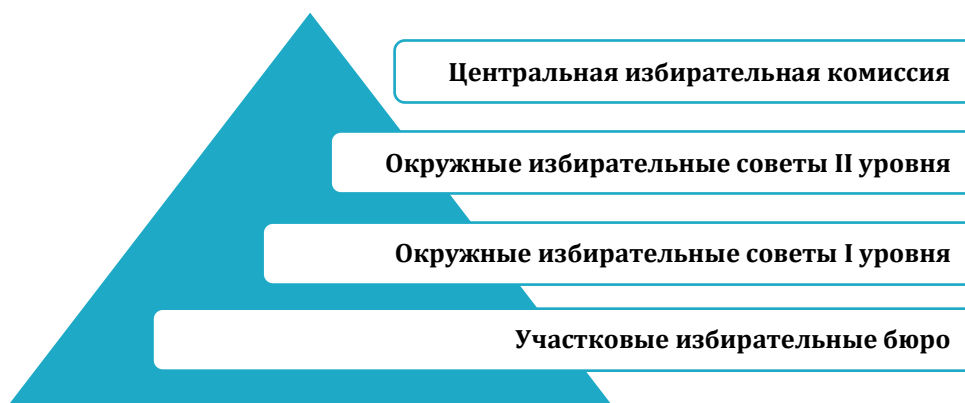 Центральная избирательная комиссия
Окружные избирательные советы II уровня
Окружные избирательные советы I уровня
Участковые избирательные бюро